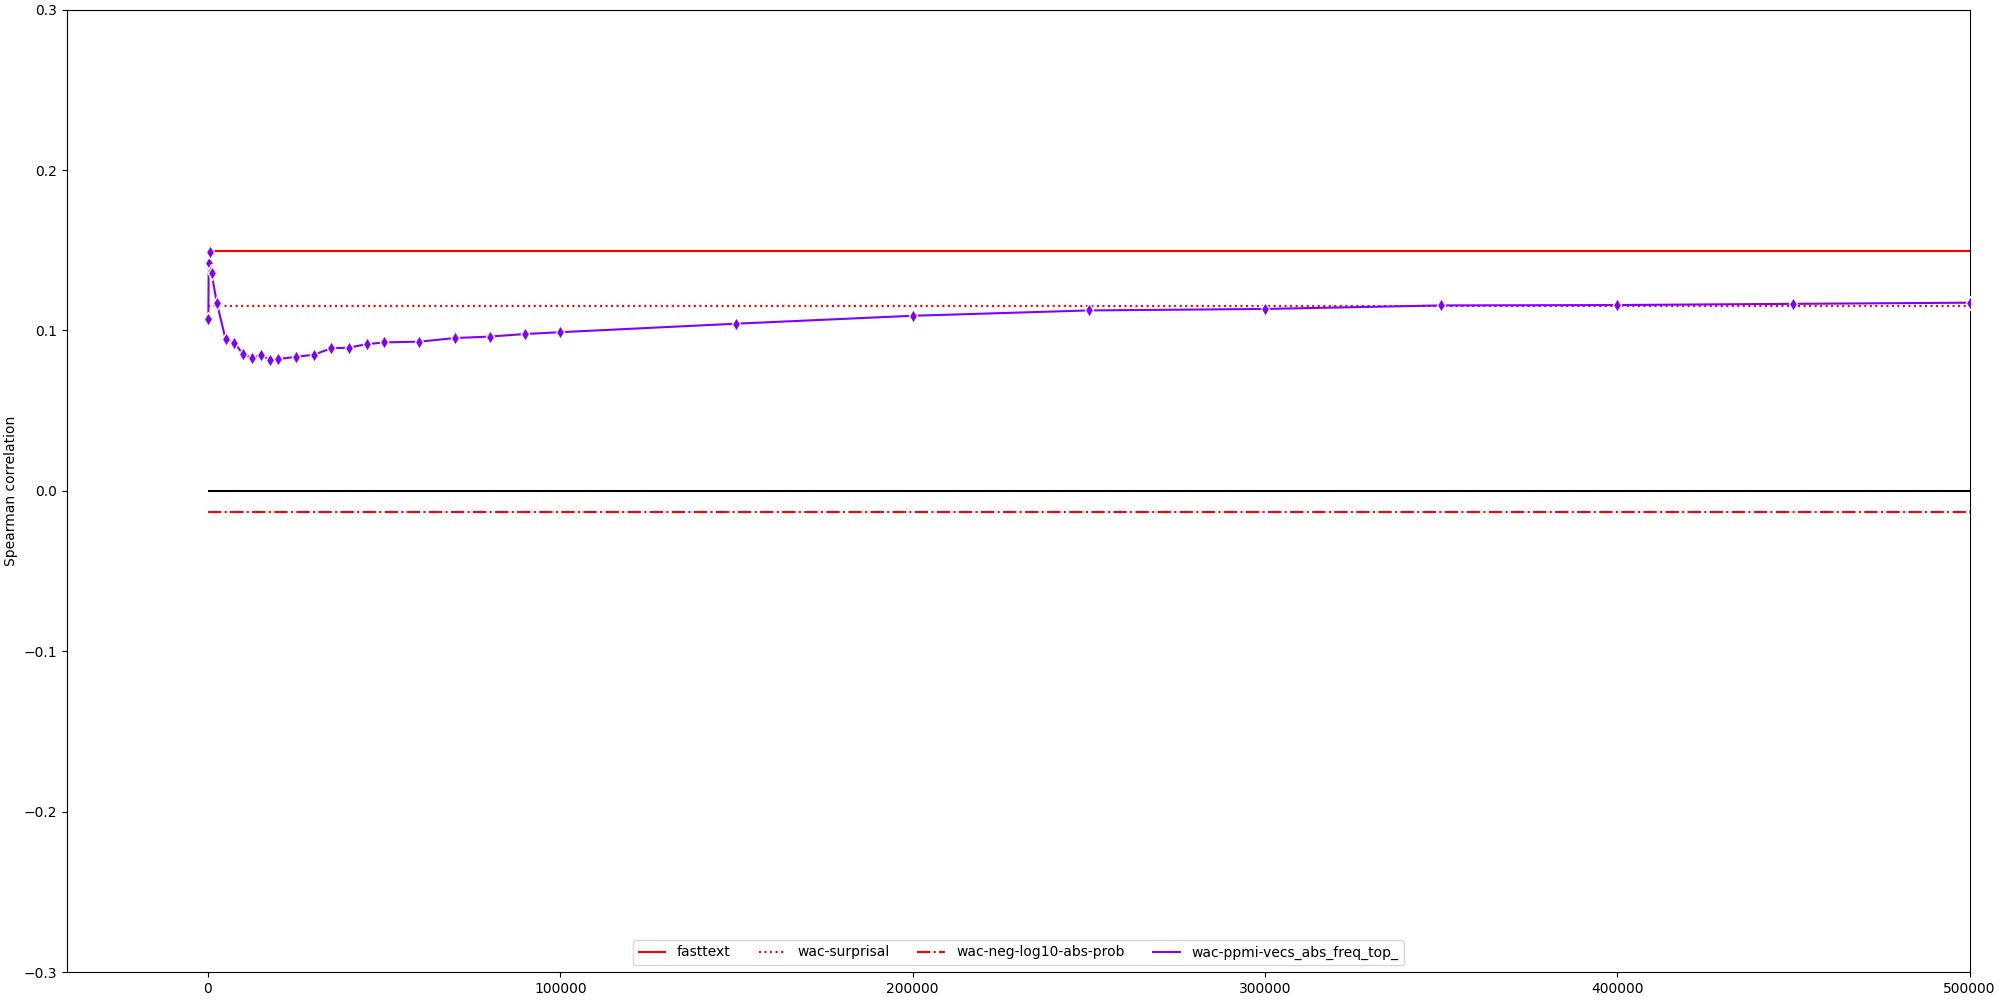 0.3
0.2
0.1
0.0
−0.1
−0.2
−0.3
Spearman correlation
fasttext wac-surprisal wac-neg-log10-abs-prob wac-ppmi-vecs_abs_freq_top_
0 100000 200000 300000 400000 500000